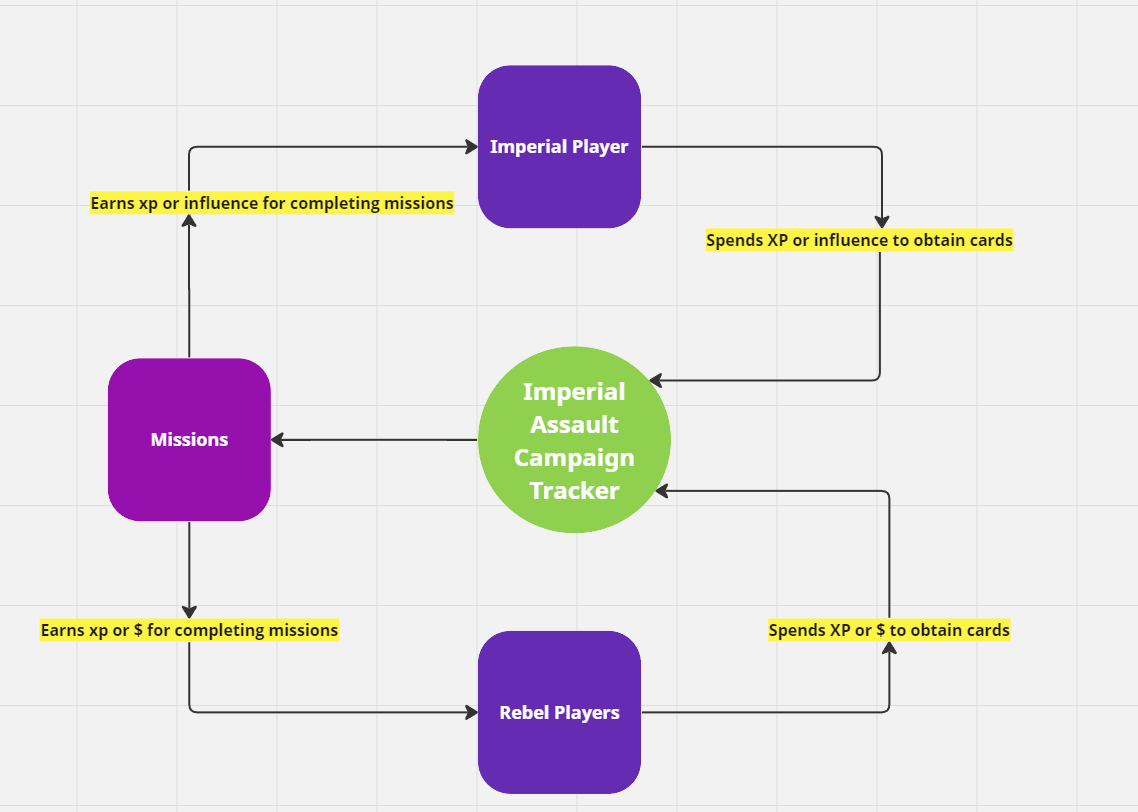 Imperial Player
Earns xp or influence for completing missions
Spends XP or influence to obtain cards
Imperial
Assault
Campaign
Tracker
Missions
Earns xp or $ for completing missions
Spends XP or $ to obtain cards
Rebel Players